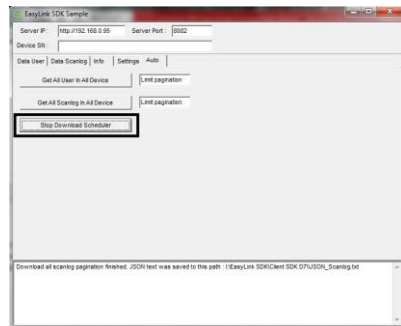 EasyLink SDK Sample
Server IP : http://192.168.0.95 Server Port : 8082
Device SN :
Data User Data Scanlog Info Settings Auto
Get All User In All Device Limit pagination
Get All Scanlog In All Device Limit pagination
Stop Download Scheduler
Download all scanlog pagination finished. JSON text was saved to this path : I:\EasyLink SDK\Client SDK D7\JSON_Scanlog.txt